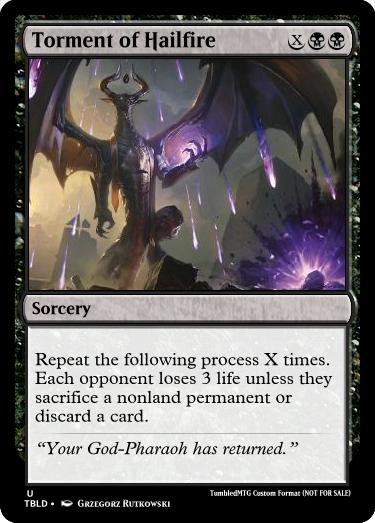 Torment of Hailfire X
Sorcery
Repeat the following process X times.
Each opponent loses 3 life unless they
sacrifice a nonland permanent or
discard a card.
“Your God-Pharaoh has returned.”
U
TBLD • Grzegorz Rutkowski
TumbledMTG Custom Format (NOT FOR SALE)